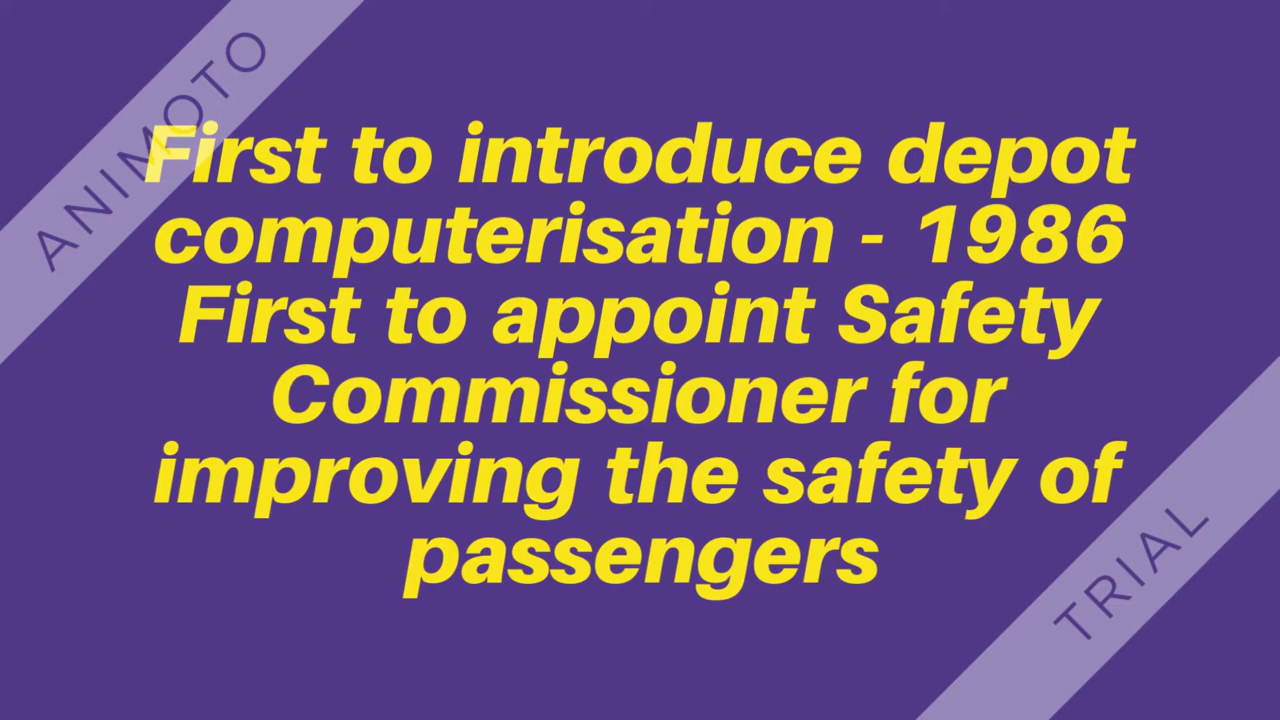 ANIMOTO
First to introduce depot
computerisation - 1986
First to appoint Safety
Commissioner for
improving the safety of
passengers
TRIAL